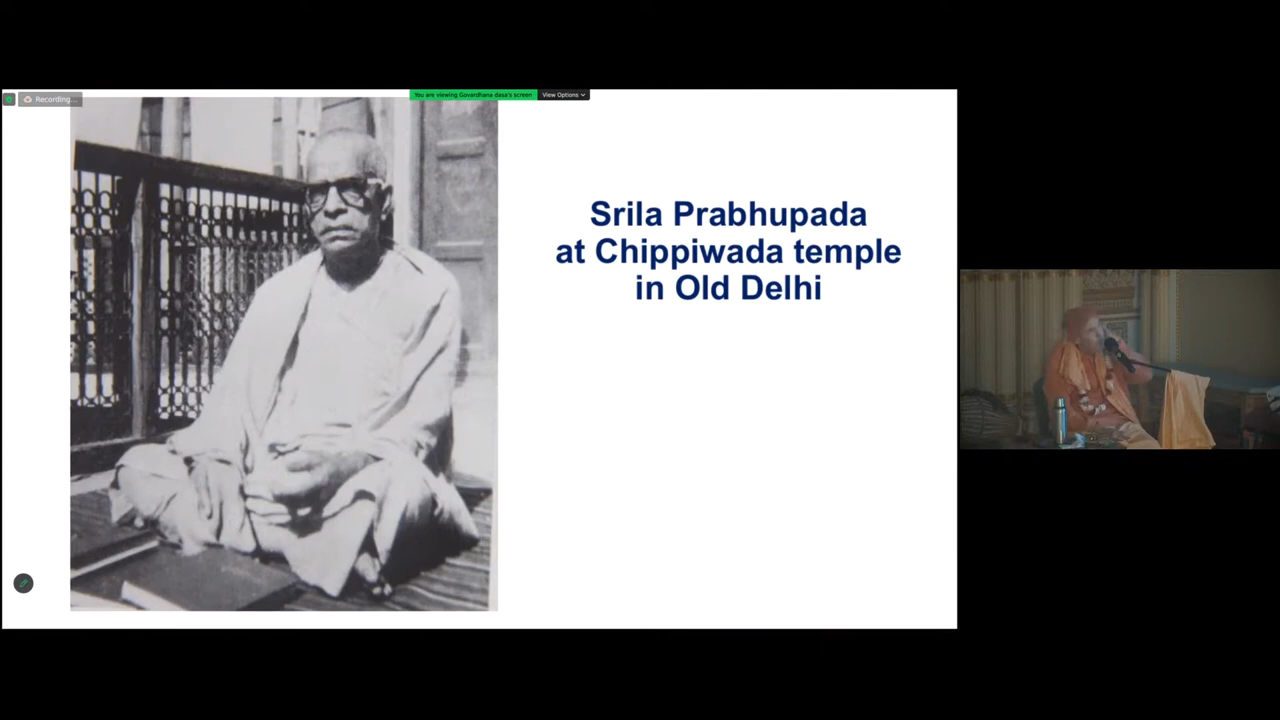 Recording...
You are viewing Govardhana dasa's screen
View Options
Srila Prabhupada
at Chippiwada temple
in Old Delhi